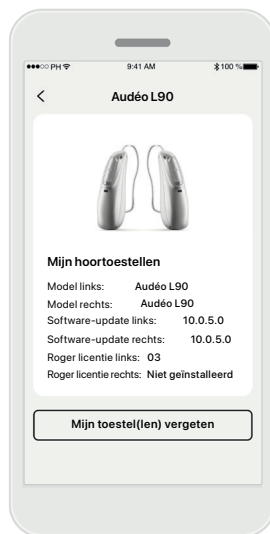 PH 9:41 AM 100 %
Audéo L90
Mijn hoortoestellen
Model links: Audéo L90
Model rechts: Audéo L90
Software-update links: 10.0.5.0
Software-update rechts: 10.0.5.0
Roger licentie links: 03
Roger licentie rechts: Niet geïnstalleerd
Mijn toestel(len) vergeten